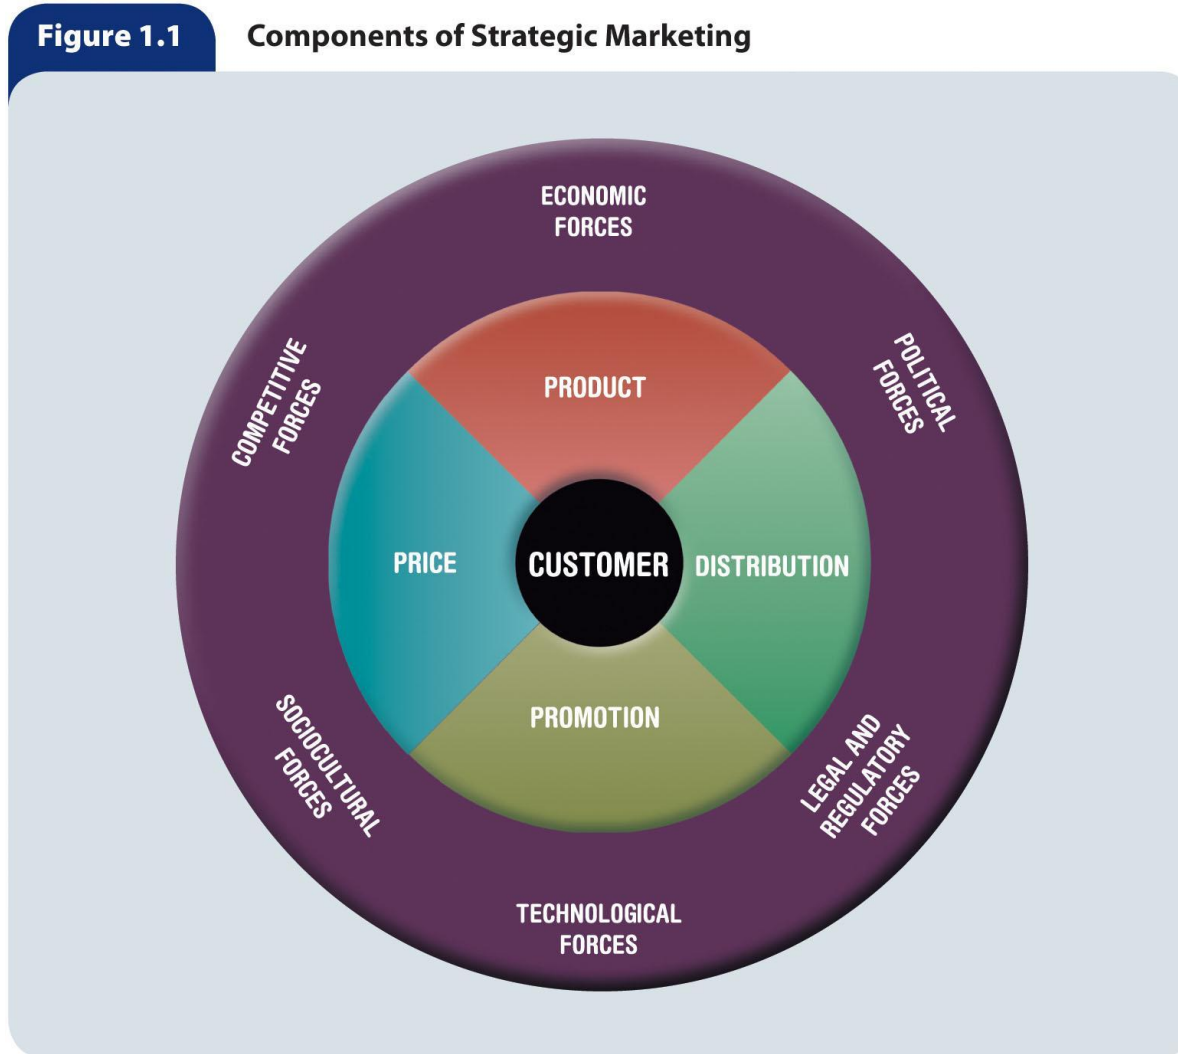 Figure 1.1
Components of Strategic Marketing
ECONOMIC
FORCES
POLITICAL
FORCES
COMPETITIVE
FORCES
PRODUCT
PRICE
CUSTOMER
DISTRIBUTION
PROMOTION
SOCIOCULTURAL
FORCES
LEGAL AND
REGULATORY
FORCES
TECHNOLOGICAL
FORCES